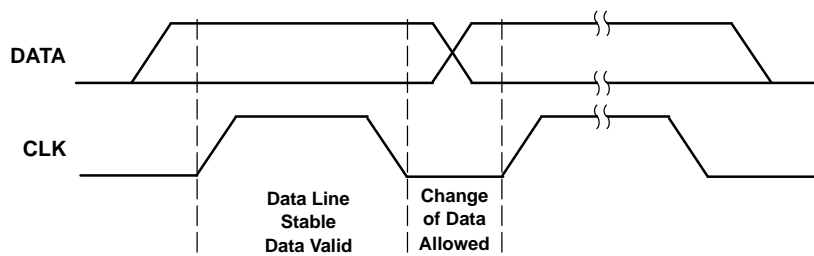 DATA
CLK
Data Line
Stable
Data Valid
Change
of Data
Allowed